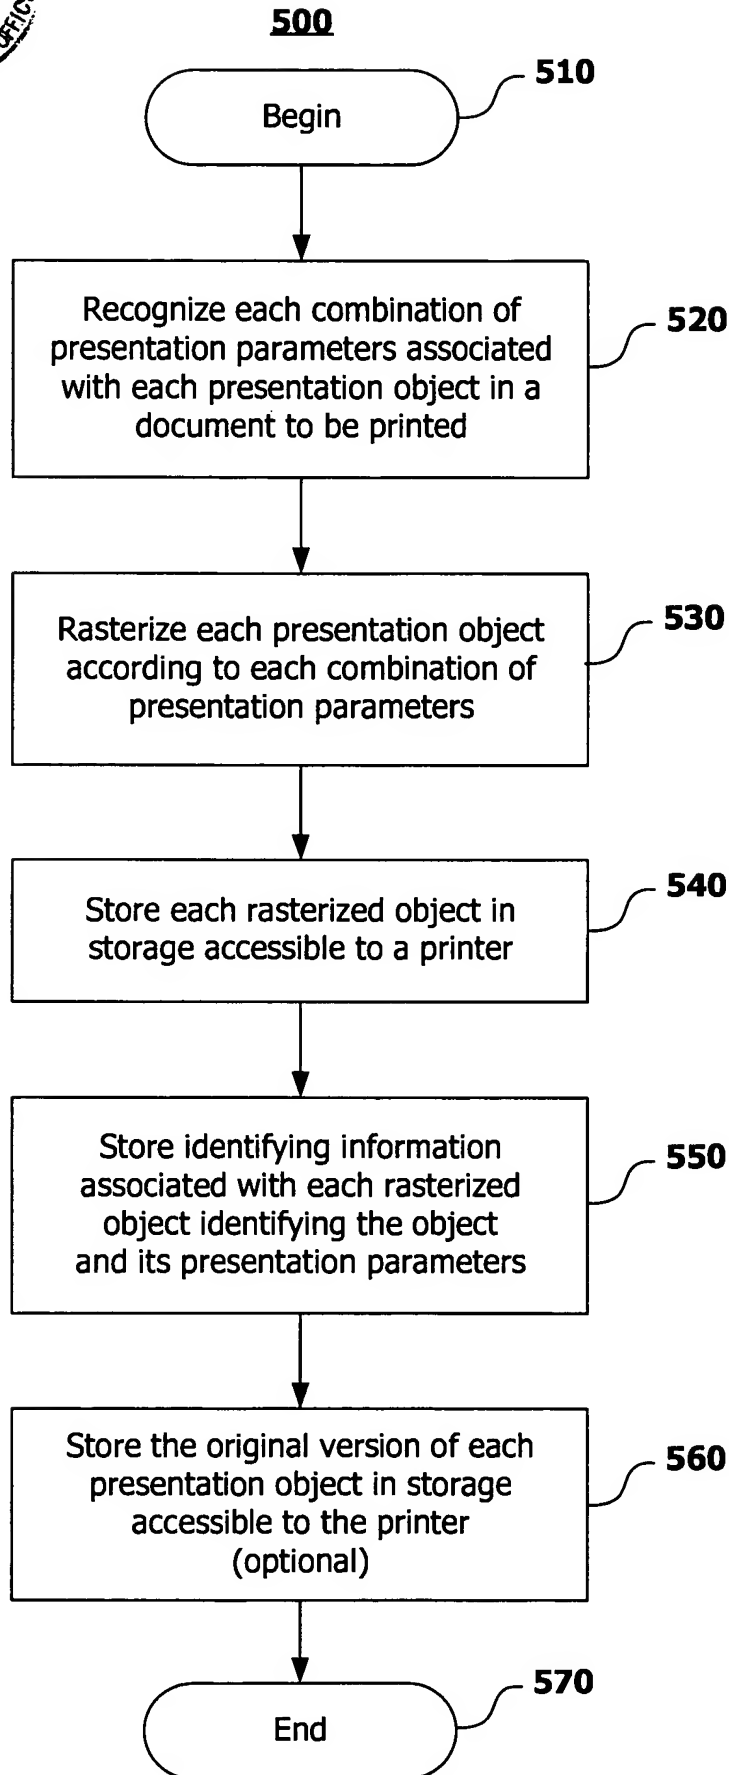 OFFIC
500
Begin
510
Recognize each combination of
presentation parameters associated
with each presentation object in a
document to be printed
520
Rasterize each presentation object
according to each combination of
presentation parameters
530
Store each rasterized object in
storage accessible to a printer
540
Store identifying information
associated with each rasterized
object identifying the object
and its presentation parameters
550
Store the original version of each
presentation object in storage
accessible to the printer
(optional)
560
End
570